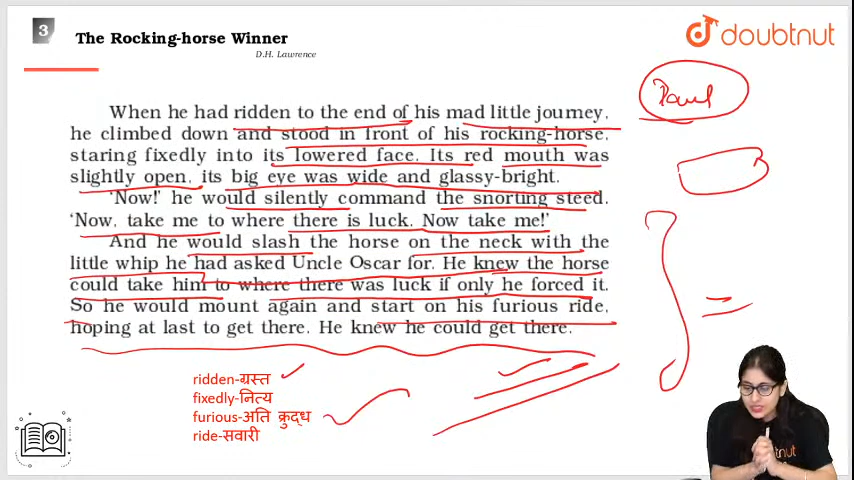 3
The Rocking-horse Winner
D.H. Lawrence
doubtnut
Paul
When he had ridden to the end of his mad little journey,
he climbed down and stood in front of his rocking-horse,
staring fixedly into its lowered face. Its red mouth was
slightly open, its big eye was wide and glassy-bright.
'Now!' he would silently command the snorting steed.
'Now, take me to where there is luck. Now take me!'
And he would slash the horse on the neck with the
little whip he had asked Uncle Oscar for. He knew the horse
could take him to where there was luck if only he forced it.
So he would mount again and start on his furious ride,
hoping at last to get there. He knew he could get there.
ridden-ग्रस्त
fixedly-नित्य
furious-अति क्रुद्ध
ride-सवारी